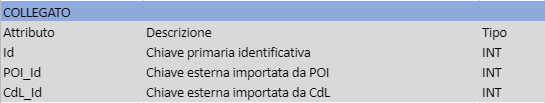 COLLEGATO
Attributo Descrizione Tipo
Id Chiave primaria identificativa INT
POI_Id Chiave esterna importata da POI INT
CdL_Id Chiave esterna importata da CdL INT